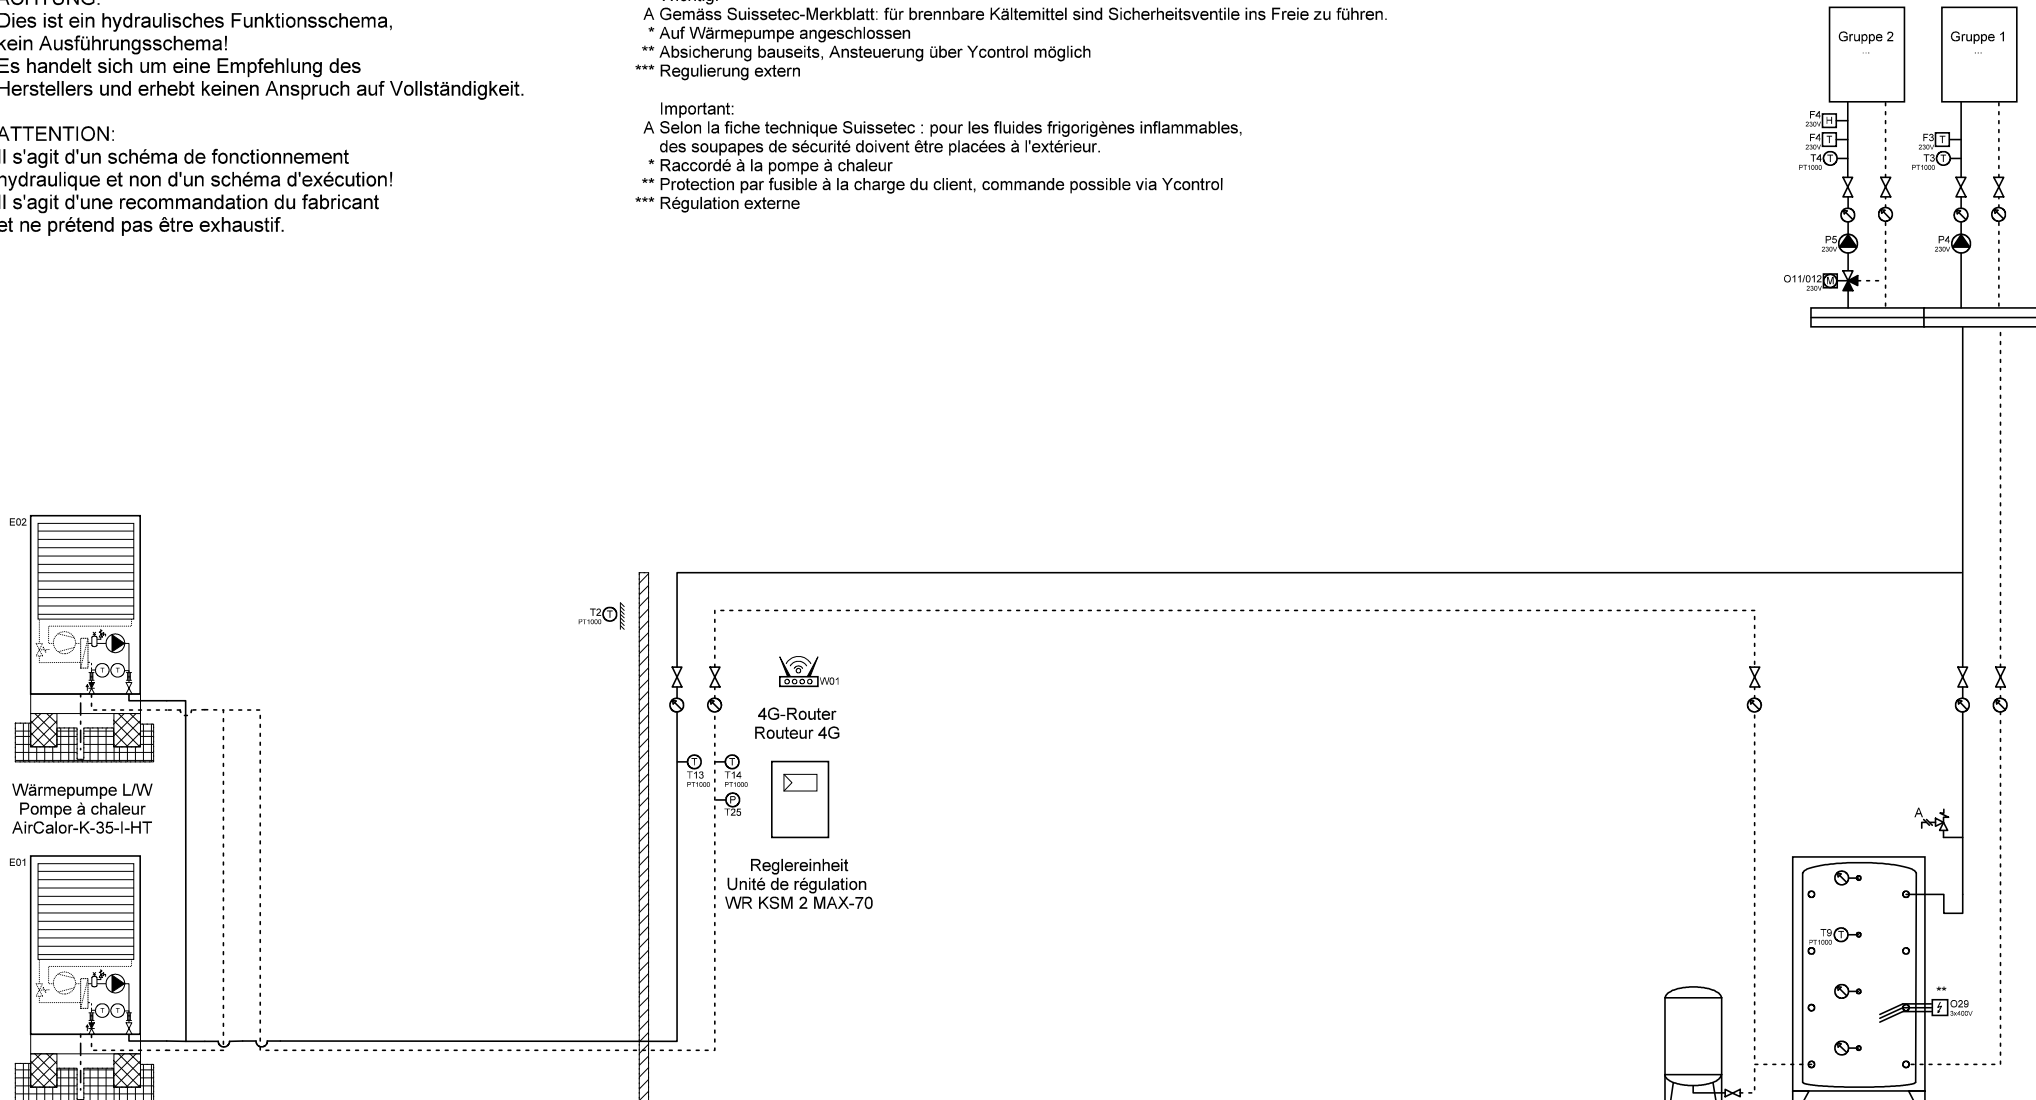 ACHTUNG:
Dies ist ein hydraulisches Funktionsschema,
kein Ausführungsschema!
Es handelt sich um eine Empfehlung des
Herstellers und erhebt keinen Anspruch auf Vollständigkeit.
ATTENTION:
Il s'agit d'un schéma de fonctionnement
hydraulique et non d'un schéma d'exécution!
Il s'agit d'une recommandation du fabricant
et ne prétend pas être exhaustif.
Wichtig:
A Gemäss Suissetec-Merkblatt: für brennbare Kältemittel sind Sicherheitsventile ins Freie zu führen.
* Auf Wärmepumpe angeschlossen
** Absicherung bauseits, Ansteuerung über Ycontrol möglich
*** Regulierung extern
Important:
A Selon la fiche technique Suissetec : pour les fluides frigorigènes inflammables,
des soupapes de sécurité doivent être placées à l'extérieur.
* Raccordé à la pompe à chaleur
** Protection par fusible à la charge du client, commande possible via Ycontrol
*** Régulation externe
Gruppe 2
...
Gruppe 1
...
F4 H
230V
F4 T
230V
T4 T
PT1000
F3 T
230V
T3 T
PT1000
P5
230V
P4
230V
O11/012 M
230V
E02
T T
Wärmepumpe L/W
Pompe à chaleur
AirCalor-K-35-I-HT
E01
T T
T2 T
PT1000
W01
4G-Router
Routeur 4G
T
T13
PT1000
T
T14
PT1000
P
T25
Reglereinheit
Unité de régulation
WR KSM 2 MAX-70
A
T9 T
PT1000
**
O29
3x400V